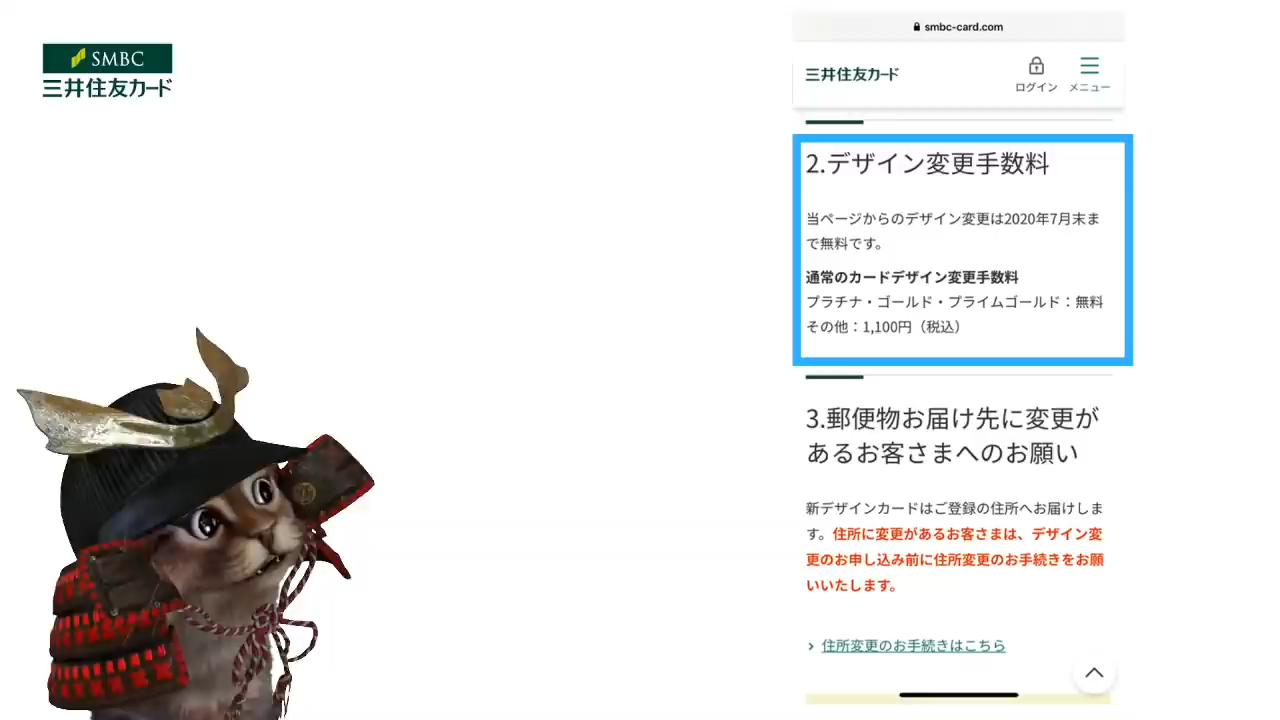 SMBC
三井住友カード
smbc-card.com
三井住友カード
ログイン
メニュー
2.デザイン変更手数料
当ページからのデザイン変更は2020年7月末ま
で無料です。
通常のカードデザイン変更手数料
プラチナ・ゴールド・プライムゴールド：無料
その他：1,100円（税込）
3.郵便物お届け先に変更が
あるお客さまへのお願い
新デザインカードはご登録の住所へお届けしま
す。住所に変更があるお客さまは、デザイン変
更のお申し込み前に住所変更のお手続きをお願
いいたします。
住所変更のお手続きはこちら